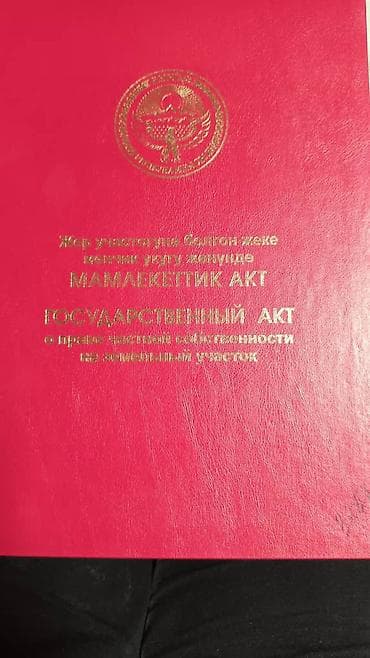 Жер участогуна болгон жеке
менчик укугу жөнүндө
МАМЛЕКЕТТИК АКТ
ГОСУДАРСТВЕННЫЙ АКТ
о праве частной собственности
на земельный участок